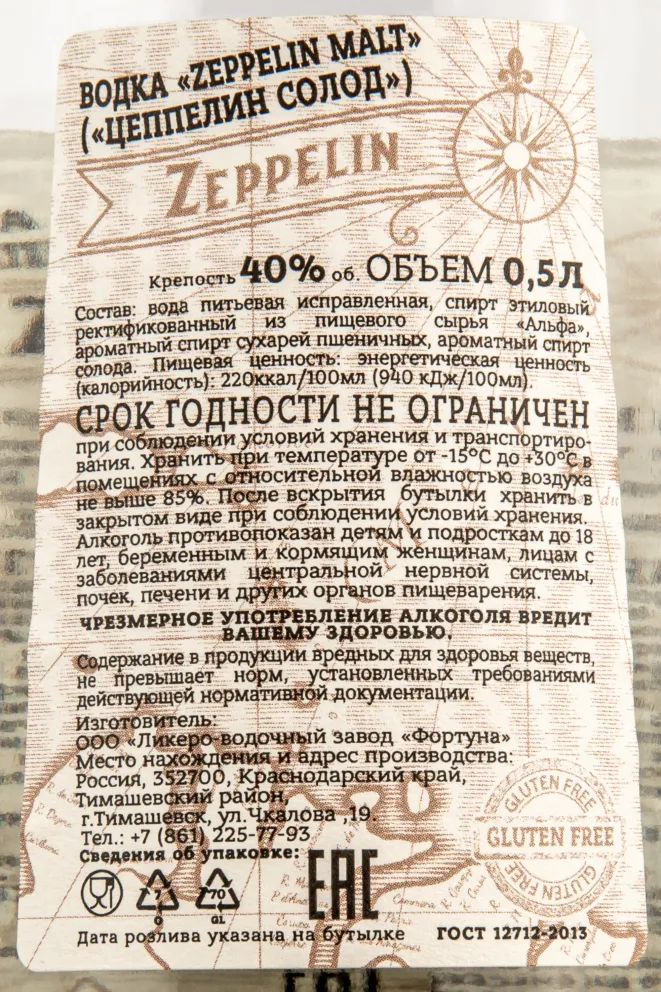 ВОДКА «ZEPPELIN MALT»
(«ЦЕППЕЛИН СОЛОД»)
ZEPPELIN
Крепость 40% об. ОБЪЕМ 0,5Л
Состав: вода питьевая исправленная, спирт этиловый
ректификованный из пищевого сырья «Альфа»,
ароматный спирт сухарей пшеничных, ароматный спирт
солода. Пищевая ценность: энергетическая ценность
(калорийность): 220ккал/100мл (940 кДж/100мл)
СРОК ГОДНОСТИ НЕ ОГРАНИЧЕН
при соблюдении условий хранения и транспортиро-
вания. Хранить при температуре от -15°С до +30°С в
помещениях с относительной влажностью воздуха
не выше 85%. После вскрытия бутылки хранить в
закрытом виде при соблюдении условий хранения.
Алкоголь противопоказан детям и подросткам до 18
лет, беременным и кормящим женщинам, лицам с
заболеваниями центральной нервной системы,
почек, печени и других органов пищеварения.
ЧРЕЗМЕРНОЕ УПОТРЕБЛЕНИЕ АЛКОГОЛЯ ВРЕДИТ
ВАШЕМУ ЗДОРОВЬЮ.
Содержание в продукции вредных для здоровья веществ,
не превышает норм, установленных требованиями
действующей нормативной документации.
Изготовитель:
ООО «Ликеро-водочный завод «Фортуна»
Место нахождения и адрес производства:
Россия, 352700, Краснодарский край,
Тимашевский район,
г.Тимашевск, ул.Чкалова ,19.
Тел.: +7 (861) 225-77-93
Сведения об упаковке:
GLUTEN FREE
GLUTEN FREE
GLUTEN FREE
7
0
70
GL
EAC
Дата розлива указана на бутылке ГОСТ 12712-2013